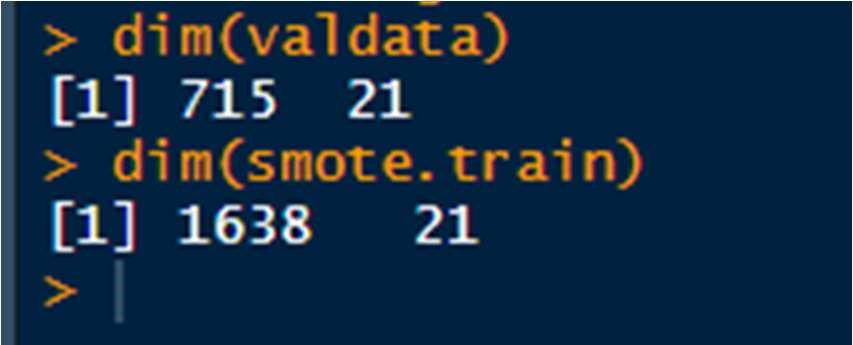 > dim(valdata)
[1] 715 21
> dim(smote.train)
[1] 1638 21
>